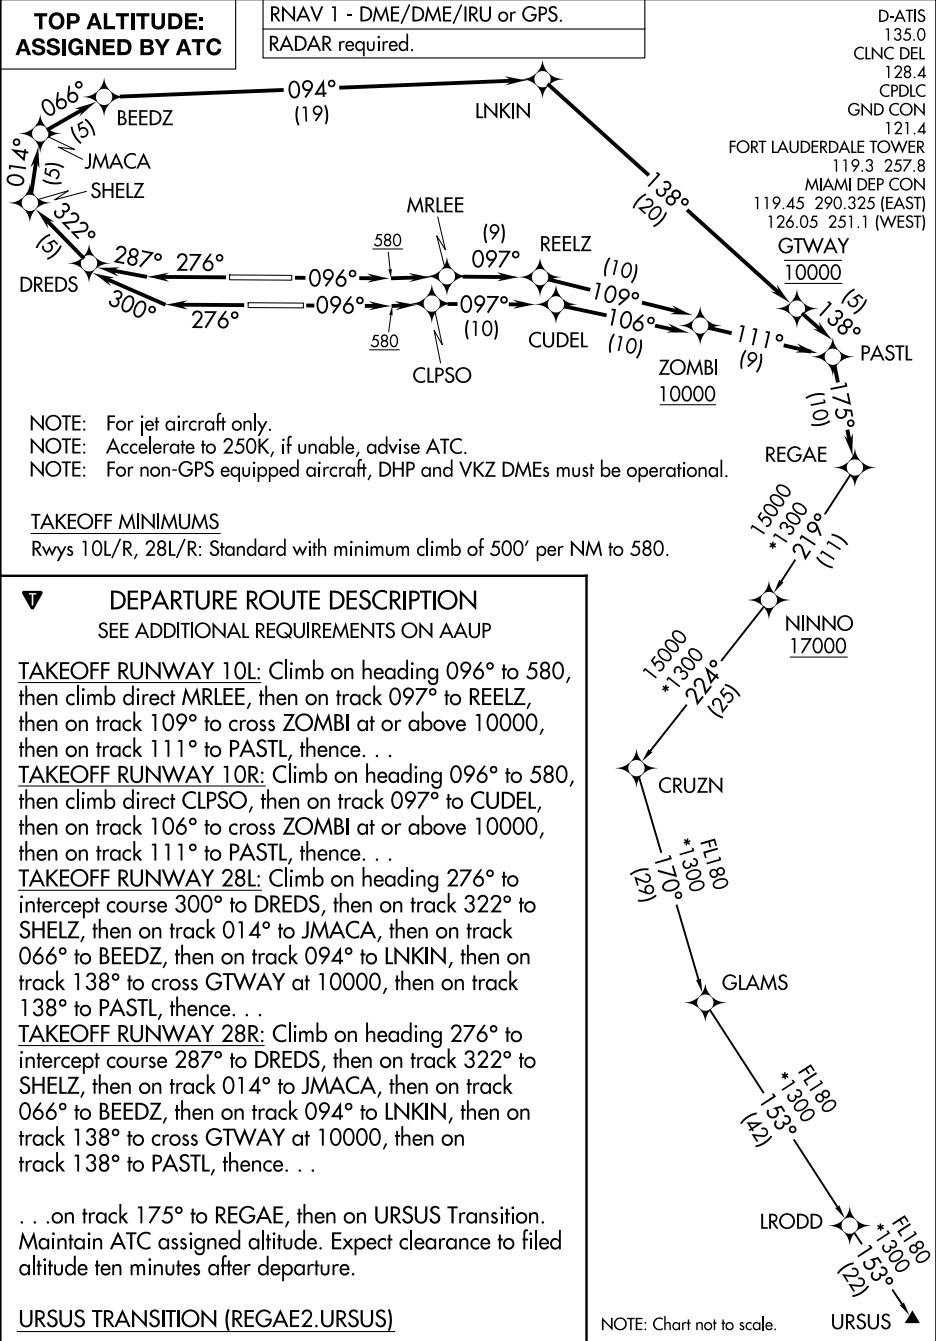 TOP ALTITUDE:
ASSIGNED BY ATC
RNAV 1 - DME/DME/IRU or GPS.
RADAR required.
D-ATIS
135.0
CLNC DEL
128.4
CPDLC
GND CON
121.4
FORT LAUDERDALE TOWER
119.3 257.8
MIAMI DEP CON
119.45 290.325 (EAST)
126.05 251.1 (WEST)
066°
(5)
BEEDZ
094°
(19)
LNKIN
014°
(5)
JMACA
SHELZ
138°
(20)
322°
(5)
DREDS
287°
276°
096°
580
MRLEE
(9)
097°
REELZ
(10)
109°
GTWAY
10000
(5)
138°
300°
276°
096°
580
CLPSO
097°
(10)
CUDEL
106°
(10)
ZOMBI
10000
111°
(9)
PASTL
175°
(10)
REGAE
NOTE: For jet aircraft only.
NOTE: Accelerate to 250K, if unable, advise ATC.
NOTE: For non-GPS equipped aircraft, DHP and VKZ DMEs must be operational.
TAKEOFF MINIMUMS
Rwys 10L/R, 28L/R: Standard with minimum climb of 500' per NM to 580.
15000
*1300
219°
(11)
NINNO
17000
15000
*1300
224°
(25)
CRUZN
FL180
*1300
170°
(29)
GLAMS
FL180
*1300
153°
(42)
LRODD
FL180
*1300
153°
(22)
URSUS
T
DEPARTURE ROUTE DESCRIPTION
SEE ADDITIONAL REQUIREMENTS ON AAUP
TAKEOFF RUNWAY 10L: Climb on heading 096° to 580,
then climb direct MRLEE, then on track 097° to REELZ,
then on track 109° to cross ZOMBI at or above 10000,
then on track 111° to PASTL, thence. . .
TAKEOFF RUNWAY 10R: Climb on heading 096° to 580,
then climb direct CLPSO, then on track 097° to CUDEL,
then on track 106° to cross ZOMBI at or above 10000,
then on track 111° to PASTL, thence. . .
TAKEOFF RUNWAY 28L: Climb on heading 276° to
intercept course 300° to DREDS, then on track 322° to
SHELZ, then on track 014° to JMACA, then on track
066° to BEEDZ, then on track 094° to LNKIN, then on
track 138° to cross GTWAY at 10000, then on track
138° to PASTL, thence. . .
TAKEOFF RUNWAY 28R: Climb on heading 276° to
intercept course 287° to DREDS, then on track 322° to
SHELZ, then on track 014° to JMACA, then on track
066° to BEEDZ, then on track 094° to LNKIN, then on
track 138° to cross GTWAY at 10000, then on
track 138° to PASTL, thence. . .
. . .on track 175° to REGAE, then on URSUS Transition.
Maintain ATC assigned altitude. Expect clearance to filed
altitude ten minutes after departure.
URSUS TRANSITION (REGAE2.URSUS)
NOTE: Chart not to scale.